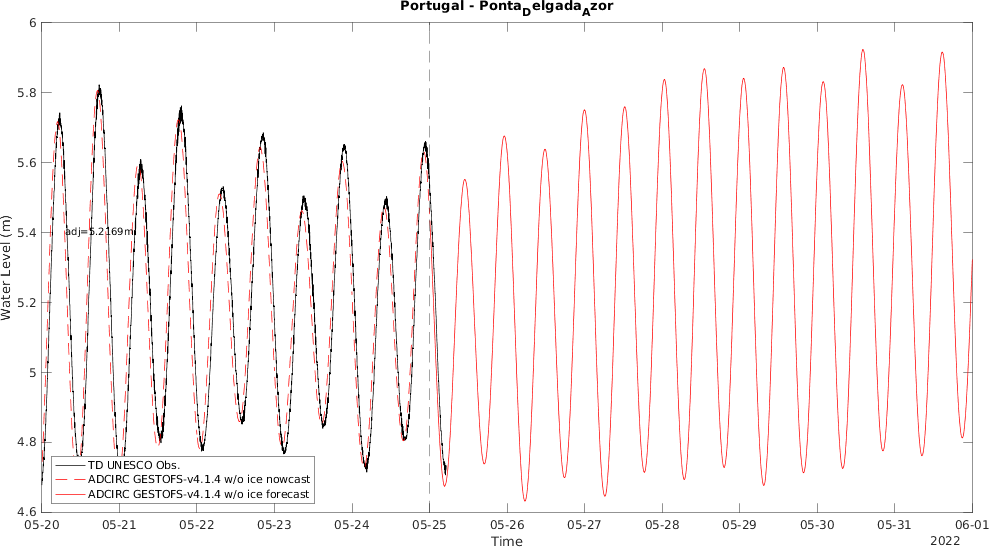 Portugal - PontaDelgadaAzor
6
5.8
5.6
5.4
5.2
5
4.8
4.6
Water Level (m)
adj=5.2169m
TD UNESCO Obs.
ADCIRC GESTOFS-v4.1.4 w/o ice nowcast
ADCIRC GESTOFS-v4.1.4 w/o ice forecast
05-20 05-21 05-22 05-23 05-24 05-25 05-26 05-27 05-28 05-29 05-30 05-31 06-01
Time
2022